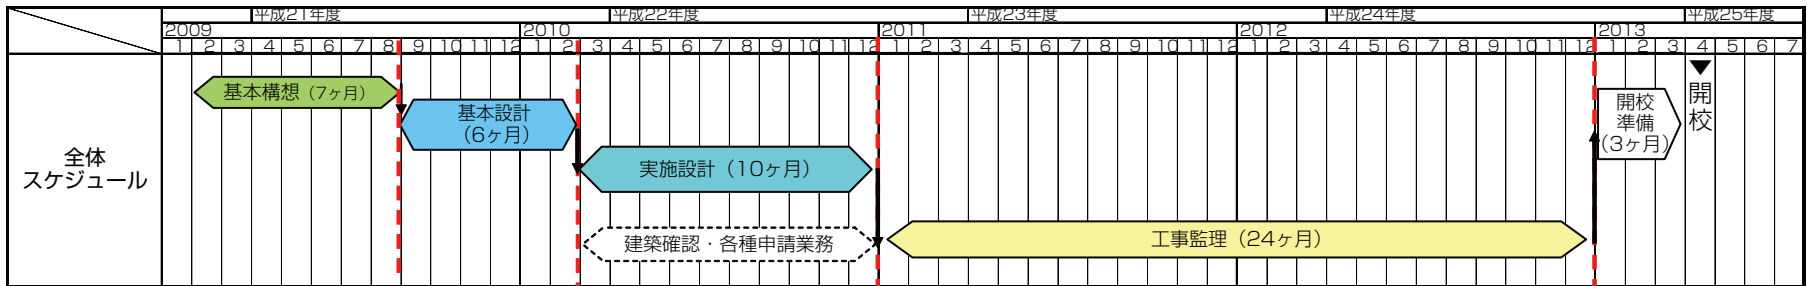 平成21年度 平成22年度 平成23年度 平成24年度 平成25年度
2009 2010 2011 2012 2013
1 2 3 4 5 6 7 8 9 10 11 12 1 2 3 4 5 6 7 8 9 10 11 12 1 2 3 4 5 6 7 8 9 10 11 12 1 2 3 4 5 6 7 8 9 10 11 12 1 2 3 4 5 6 7
全体
スケジュール
基本構想（7ヶ月）
基本設計
（6ヶ月）
実施設計（10ヶ月）
建築確認・各種申請業務
工事監理（24ヶ月）
開校
準備
（3ヶ月）
▼
開
校